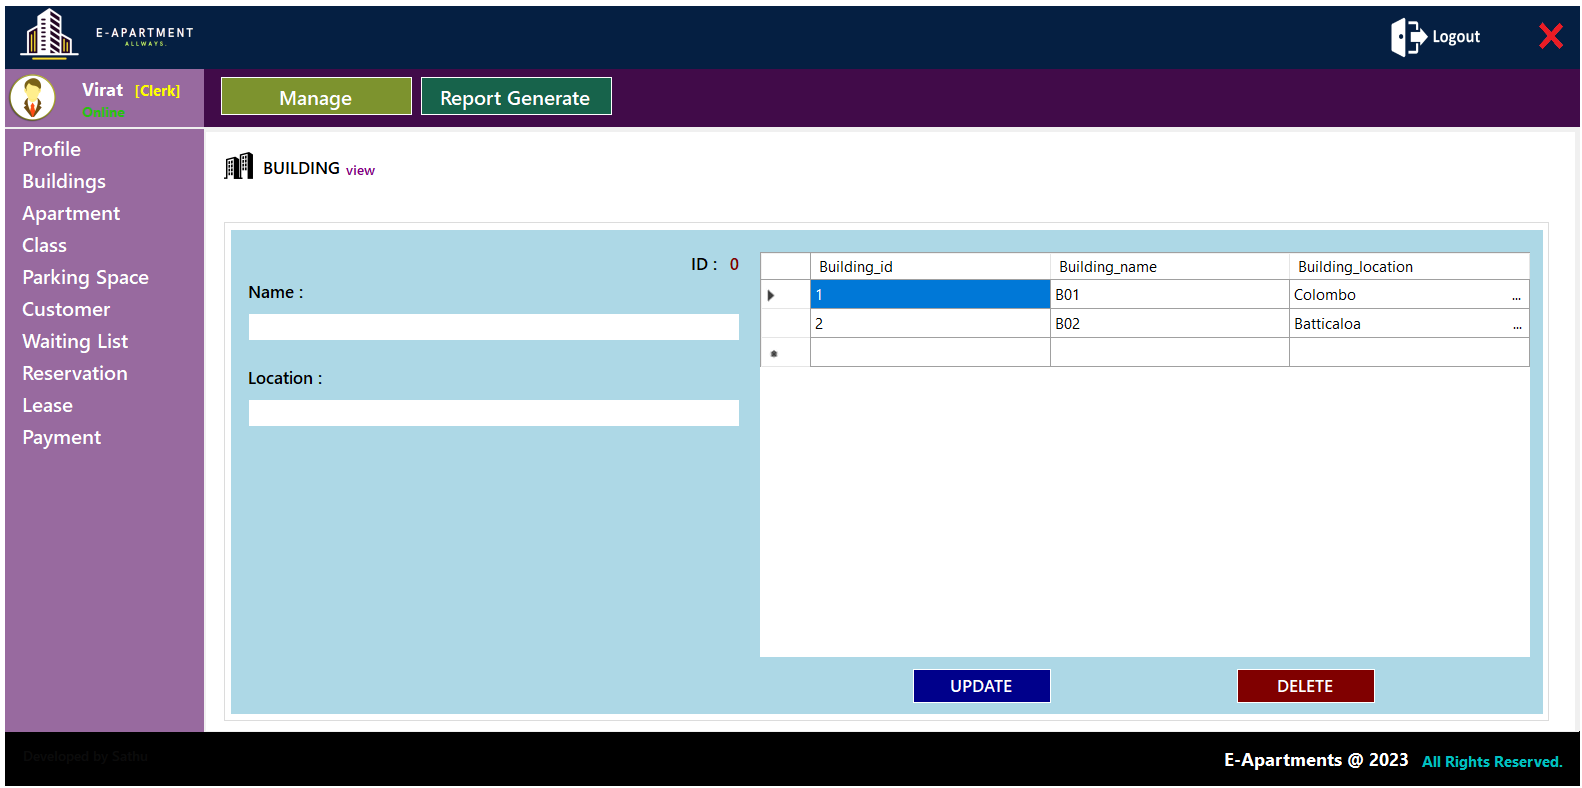 E-APARTMENT
ALLWAYS.
Logout
Virat [Clerk]
Online
Manage
Report Generate
Profile
Buildings
Apartment
Class
Parking Space
Customer
Waiting List
Reservation
Lease
Payment
BUILDING view
ID : 0
Name :
Location :
Building_id Building_name Building_location
1 B01 Colombo ...
2 B02 Batticaloa ...
UPDATE
DELETE
Developed by Sathu
E-Apartments @ 2023 All Rights Reserved.